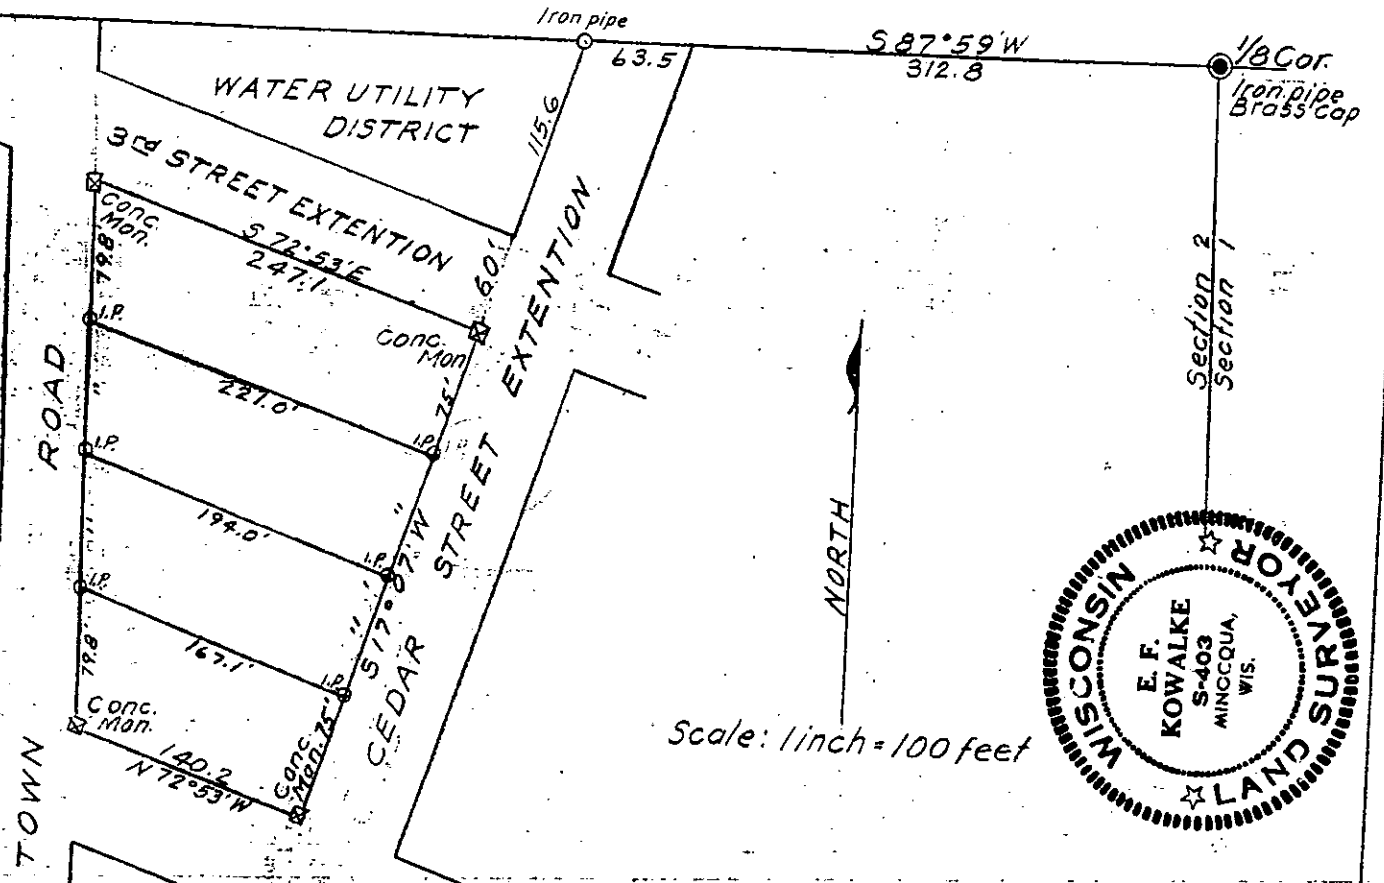 Iron pipe
63.5
S 87°59'W
312.8
1/8 Cor.
Iron pipe
Brass Cap
WATER UTILITY
DISTRICT
115.6
3rd STREET EXTENTION
Conc.
Mon.
S 72°53'E
247.1
60'
79.8
I.P.
Conc.
Mon
ROAD
"
227.0'
75'
I.P.
STREET EXTENTION
Section 2
Section 1
I.P.
194.0'
"
I.P.
S 17°07'W
"
"
I.P.
79.8'
167.1'
I.P.
CEDAR
NORTH
Conc.
Mon.
140.2
N 72°53'W
Conc.
Mon.
75'
TOWN
Scale: 1 inch = 100 feet
WISCONSIN
LAND SURVEYOR
E. F.
KOWALKE
S-403
MINOCQUA,
WIS.